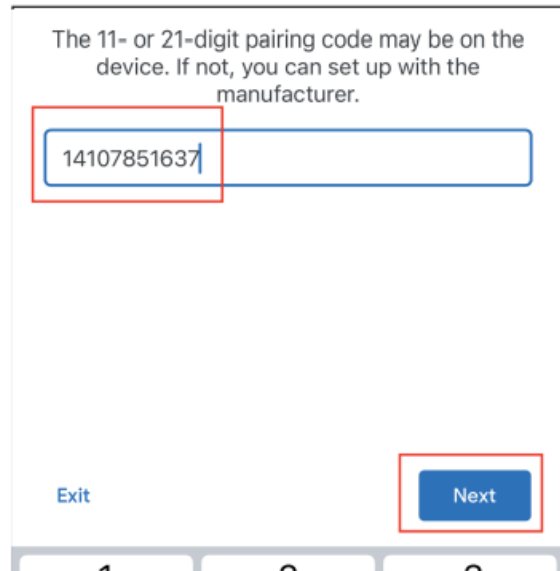 The 11- or 21-digit pairing code may be on the
device. If not, you can set up with the
manufacturer.
14107851637
Exit
Next